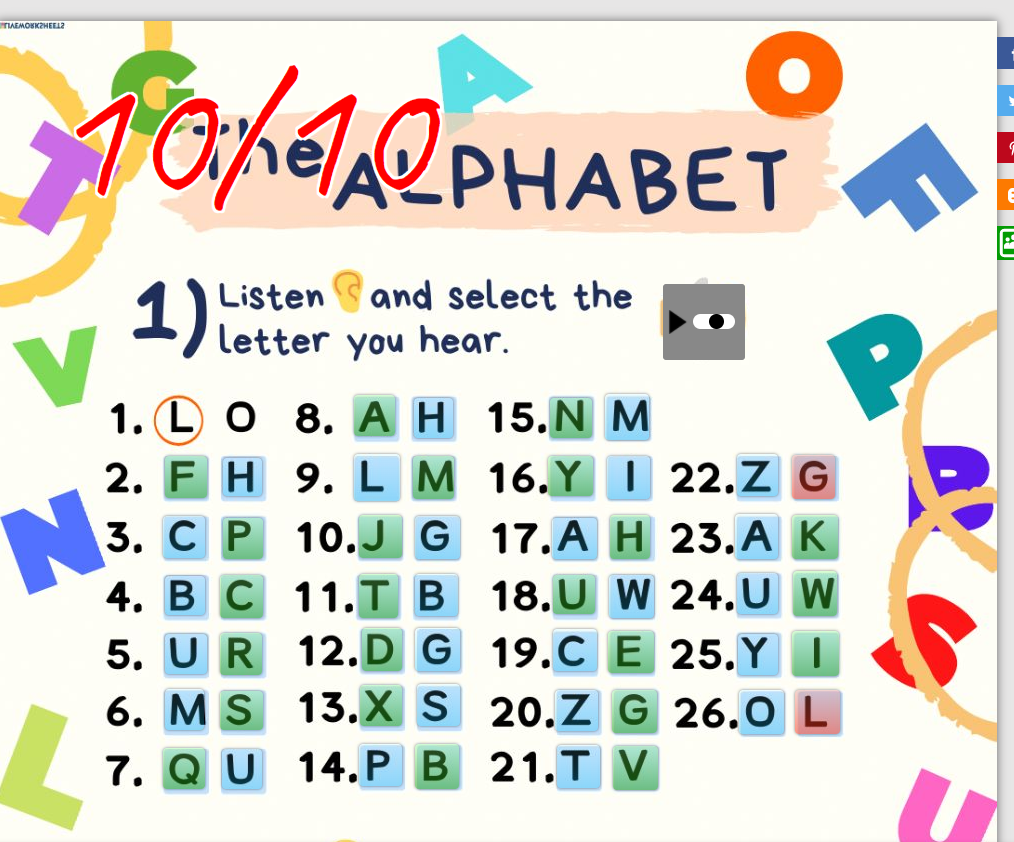 LIVEWORKSHEETS
10/10
The ALPHABET
1) Listen and select the
letter you hear.
1. L O 8. A H 15. N M
2. F H 9. L M 16. Y I 22. Z G
3. C P 10. J G 17. A H 23. A K
4. B C 11. T B 18. U W 24. U W
5. U R 12. D G 19. C E 25. Y I
6. M S 13. X S 20. Z G 26. O L
7. Q U 14. P B 21. T V
G
A
O
T
F
V
P
N
B
S
L
U